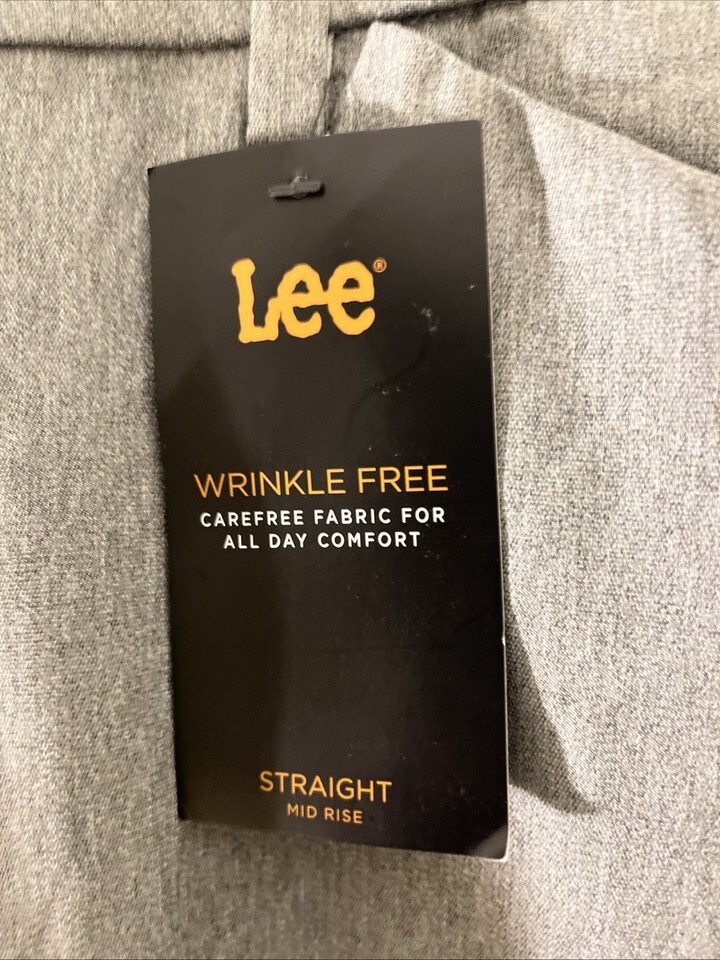 Lee®
WRINKLE FREE
CAREFREE FABRIC FOR
ALL DAY COMFORT
STRAIGHT
MID RISE